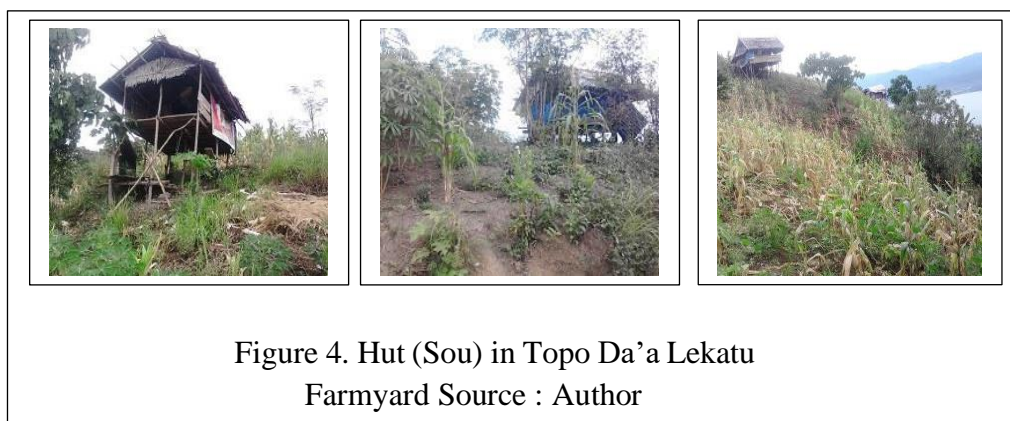 Figure 4. Hut (Sou) in Topo Da’a Lekatu
Farmyard Source : Author